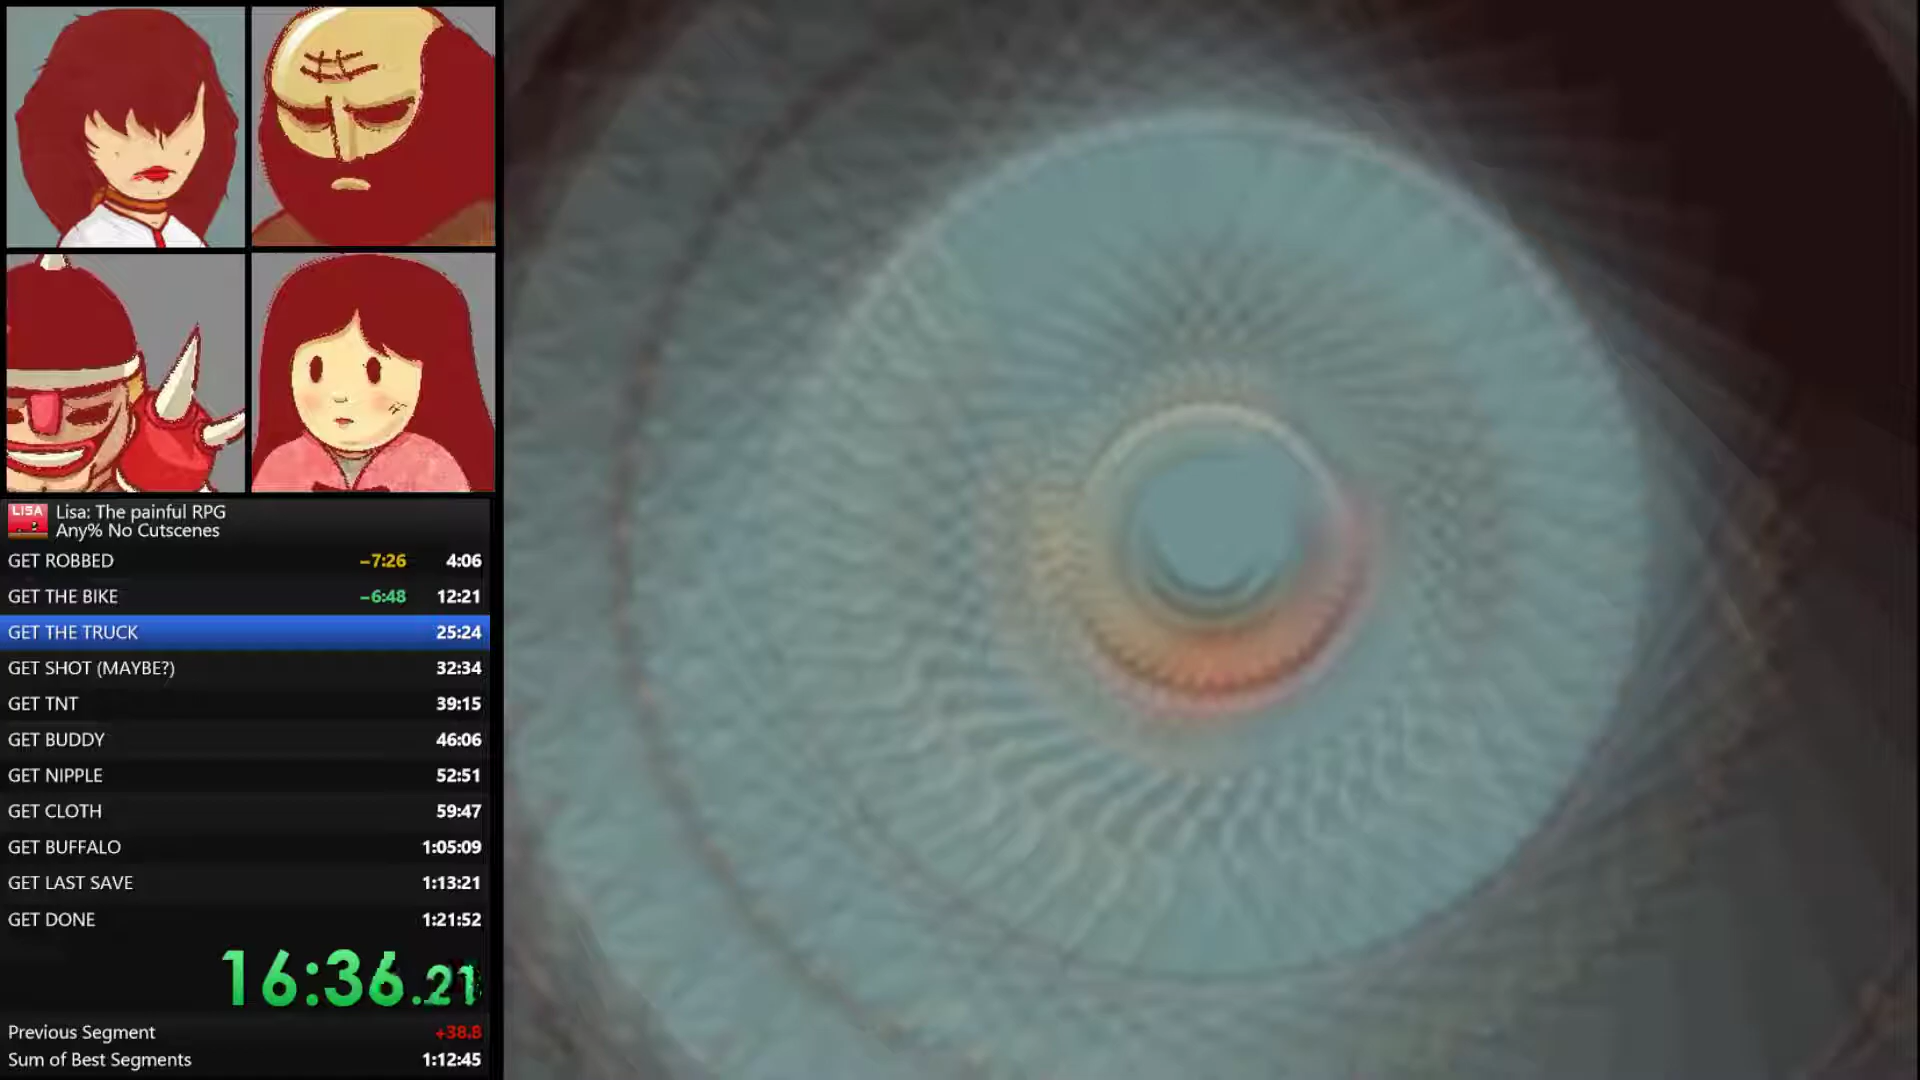 LISA
Lisa: The painful RPG
Any% No Cutscenes
GET ROBBED −7:26 4:06
GET THE BIKE −6:48 12:21
GET THE TRUCK 25:24
GET SHOT (MAYBE?) 32:34
GET TNT 39:15
GET BUDDY 46:06
GET NIPPLE 52:51
GET CLOTH 59:47
GET BUFFALO 1:05:09
GET LAST SAVE 1:13:21
GET DONE 1:21:52
16:36.21
Previous Segment +38.8
Sum of Best Segments 1:12:45